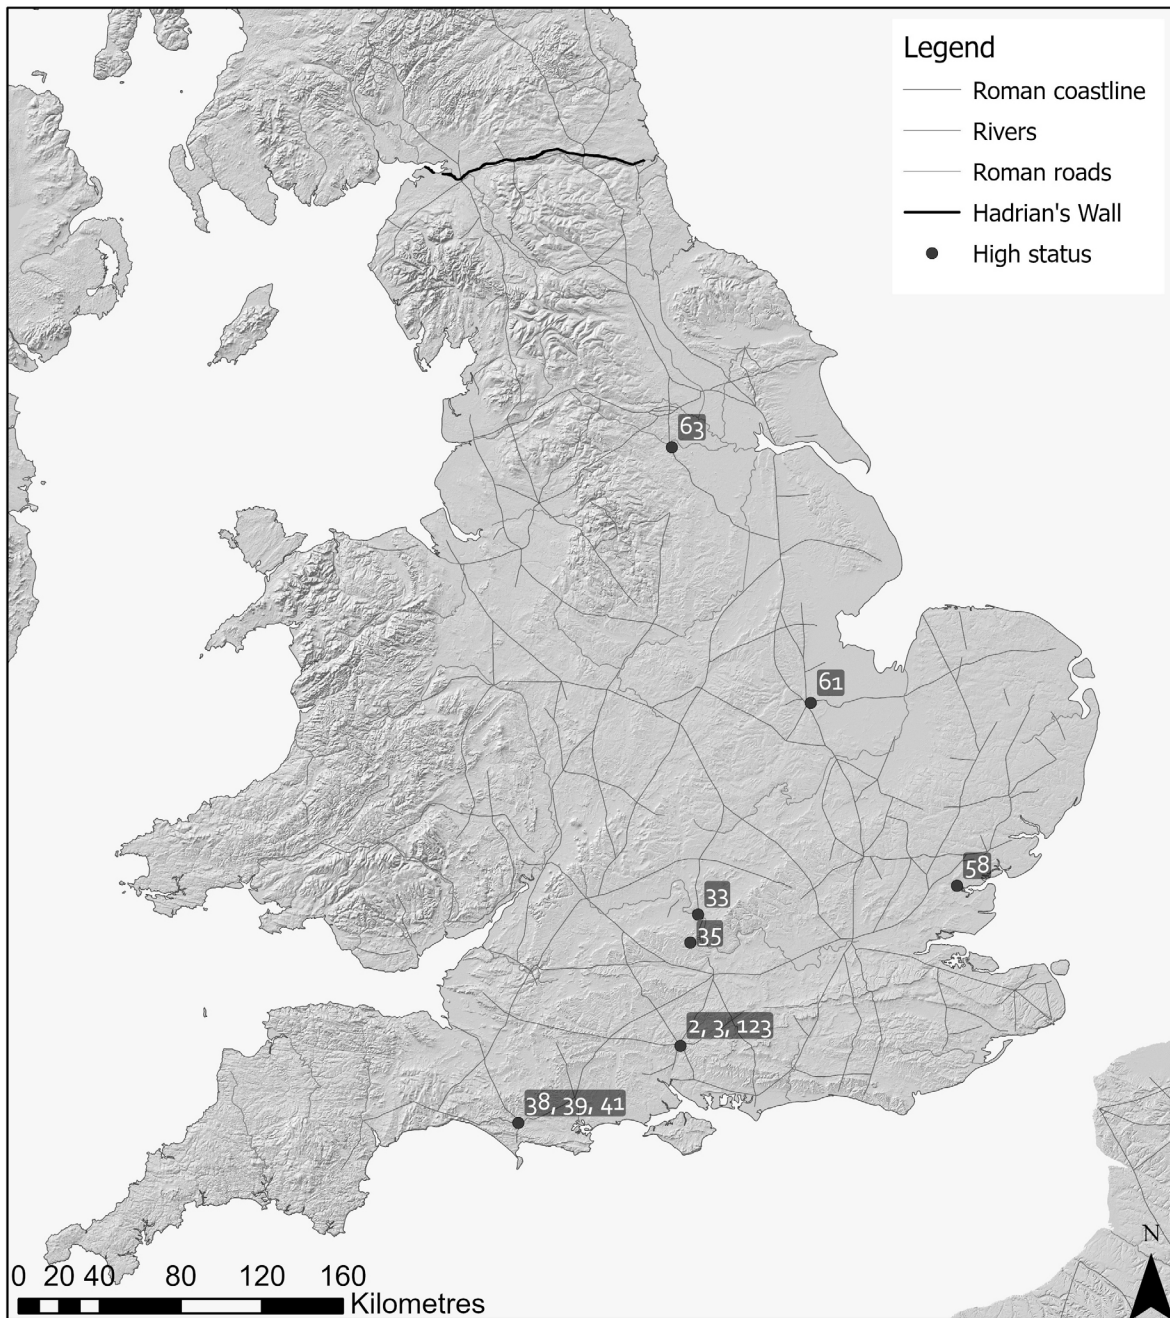 Legend
Roman coastline
Rivers
Roman roads
Hadrian's Wall
High status
63
61
58
33
35
2, 3, 123
38, 39, 41
N
0 20 40 80 120 160
Kilometres